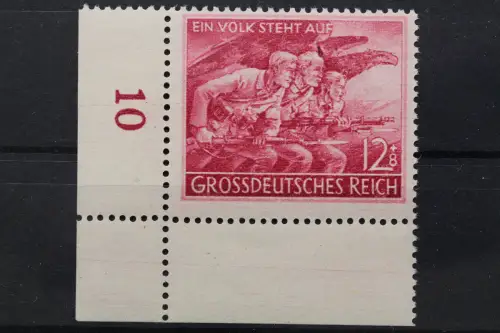 EIN VOLK STEHT AUF
12+8
GROSSDEUTSCHES REICH
10